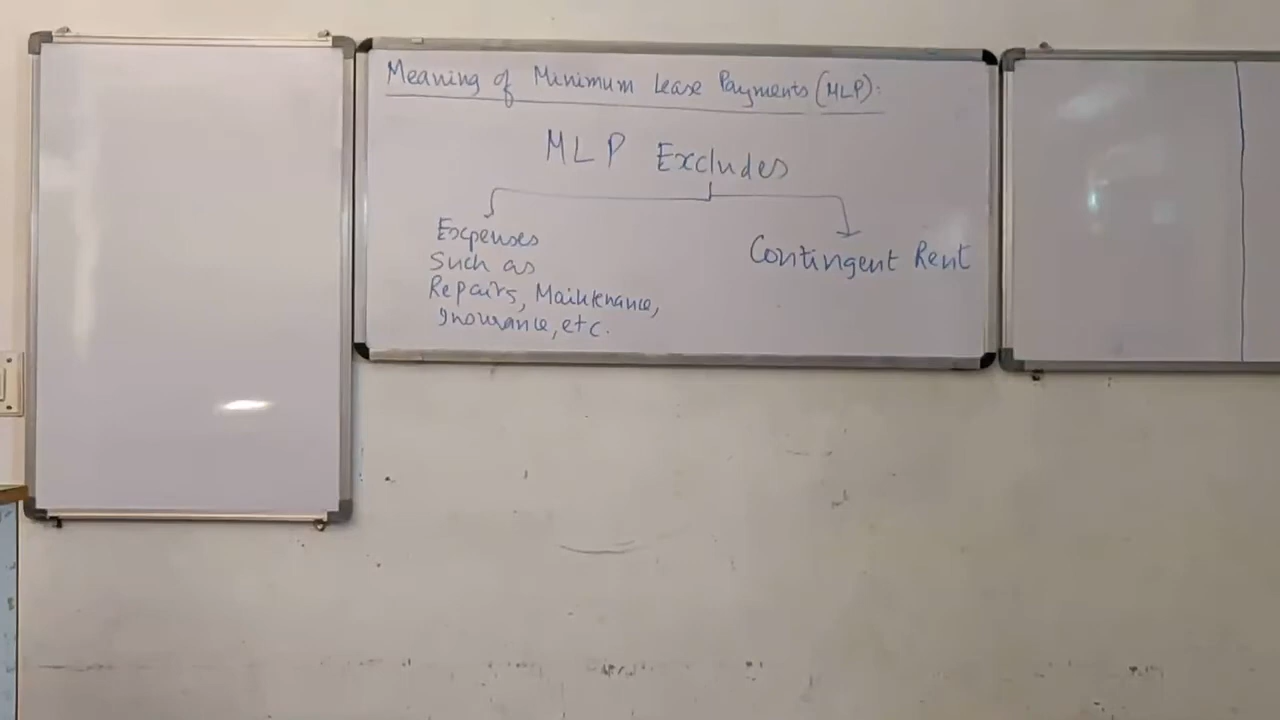 Meaning of Minimum Lease Payments (MLP):
MLP Excludes
Expenses
Such as
Repairs, Maintenance,
Insurance, etc.
Contingent Rent